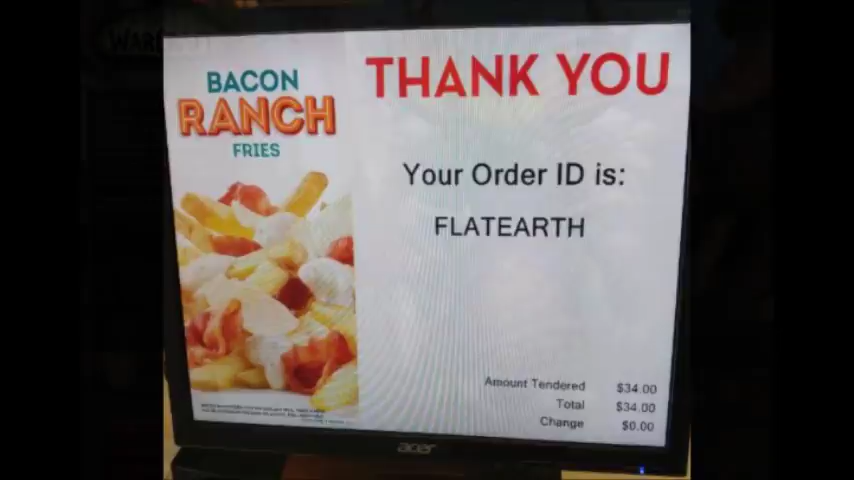 BACON
RANCH
FRIES
THANK YOU
Your Order ID is:
FLATEARTH
Amount Tendered $34.00
Total $34.00
Change $0.00
acer